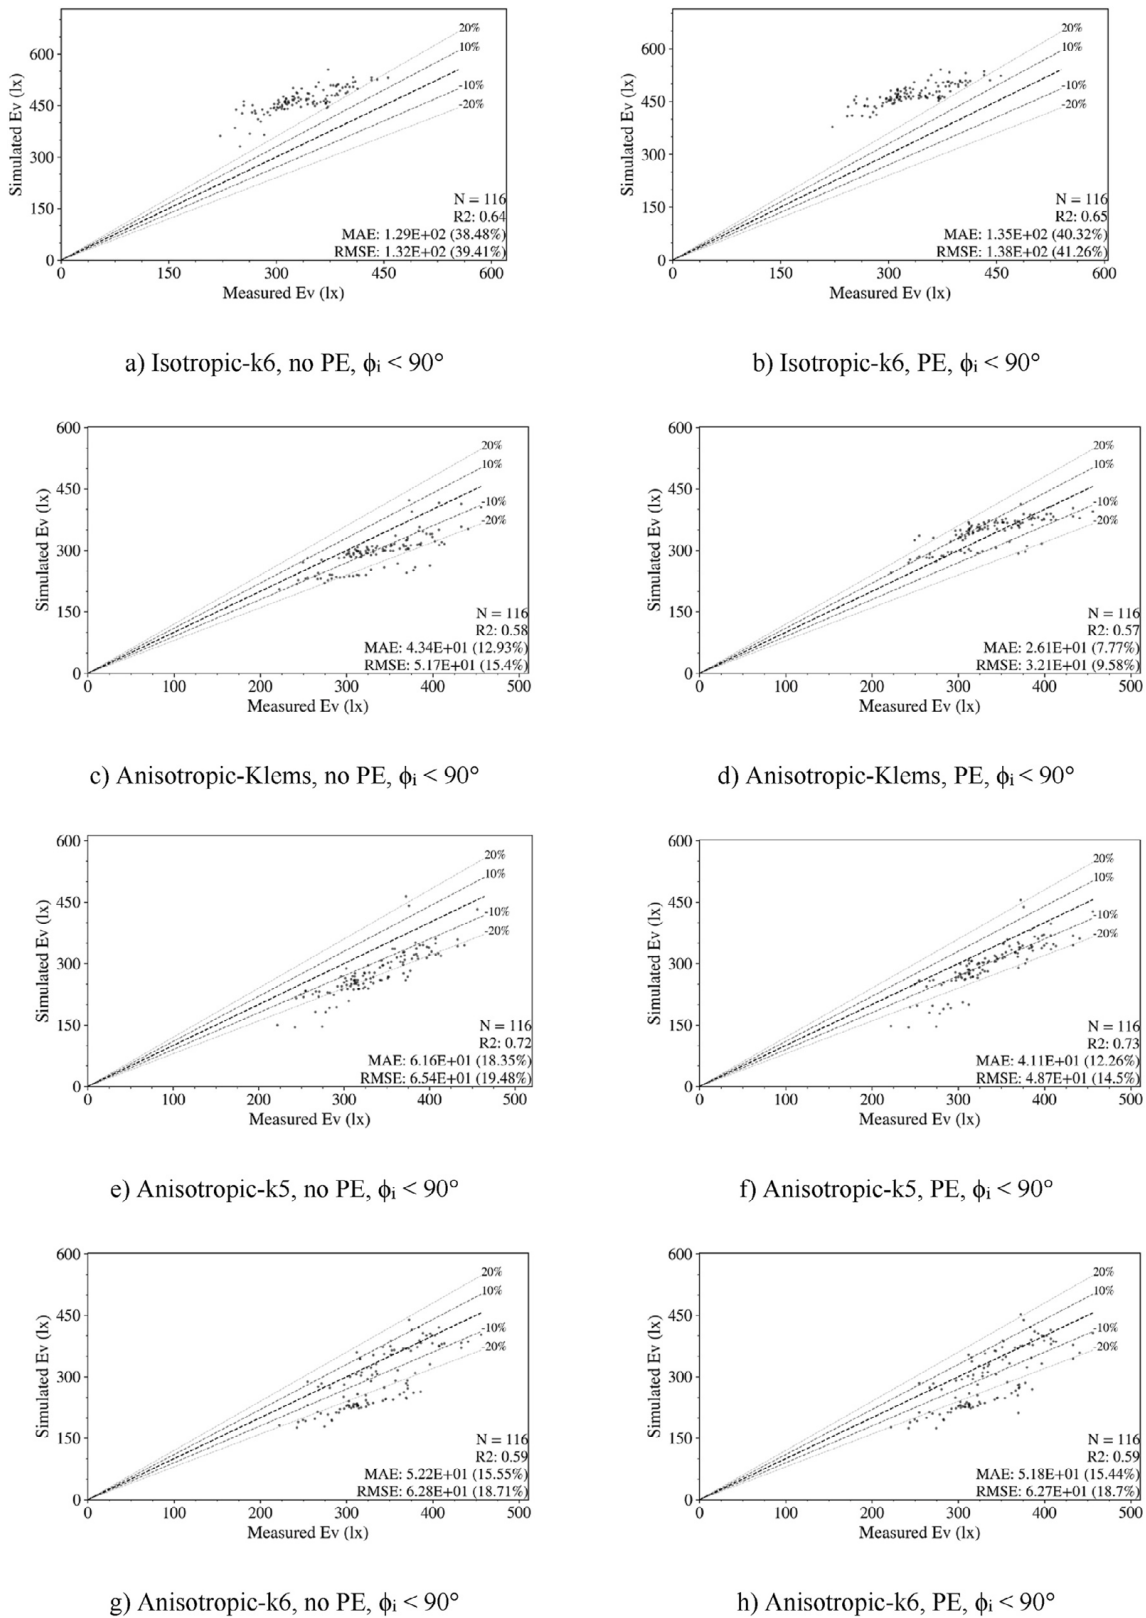 20%
10%
-10%
-20%
600
450
300
150
0
Simulated Ev (lx)
N = 116
R2: 0.64
MAE: 1.29E+02 (38.48%)
RMSE: 1.32E+02 (39.41%)
0 150 300 450 600
Measured Ev (lx)
a) Isotropic-k6, no PE, ϕi < 90°
20%
10%
-10%
-20%
600
450
300
150
0
Simulated Ev (lx)
N = 116
R2: 0.65
MAE: 1.35E+02 (40.32%)
RMSE: 1.38E+02 (41.26%)
0 150 300 450 600
Measured Ev (lx)
b) Isotropic-k6, PE, ϕi < 90°
600
450
300
150
0
Simulated Ev (lx)
20%
10%
-10%
-20%
N = 116
R2: 0.58
MAE: 4.34E+01 (12.93%)
RMSE: 5.17E+01 (15.4%)
0 100 200 300 400 500
Measured Ev (lx)
c) Anisotropic-Klems, no PE, ϕi < 90°
600
450
300
150
0
Simulated Ev (lx)
20%
10%
-10%
-20%
N = 116
R2: 0.57
MAE: 2.61E+01 (7.77%)
RMSE: 3.21E+01 (9.58%)
0 100 200 300 400 500
Measured Ev (lx)
d) Anisotropic-Klems, PE, ϕi < 90°
600
450
300
150
0
Simulated Ev (lx)
20%
10%
-10%
-20%
N = 116
R2: 0.72
MAE: 6.16E+01 (18.35%)
RMSE: 6.54E+01 (19.48%)
0 100 200 300 400 500
Measured Ev (lx)
e) Anisotropic-k5, no PE, ϕi < 90°
600
450
300
150
0
Simulated Ev (lx)
20%
10%
-10%
-20%
N = 116
R2: 0.73
MAE: 4.11E+01 (12.26%)
RMSE: 4.87E+01 (14.5%)
0 100 200 300 400 500
Measured Ev (lx)
f) Anisotropic-k5, PE, ϕi < 90°
600
450
300
150
0
Simulated Ev (lx)
20%
10%
-10%
-20%
N = 116
R2: 0.59
MAE: 5.22E+01 (15.55%)
RMSE: 6.28E+01 (18.71%)
0 100 200 300 400 500
Measured Ev (lx)
g) Anisotropic-k6, no PE, ϕi < 90°
600
450
300
150
0
Simulated Ev (lx)
20%
10%
-10%
-20%
N = 116
R2: 0.59
MAE: 5.18E+01 (15.44%)
RMSE: 6.27E+01 (18.7%)
0 100 200 300 400 500
Measured Ev (lx)
h) Anisotropic-k6, PE, ϕi < 90°